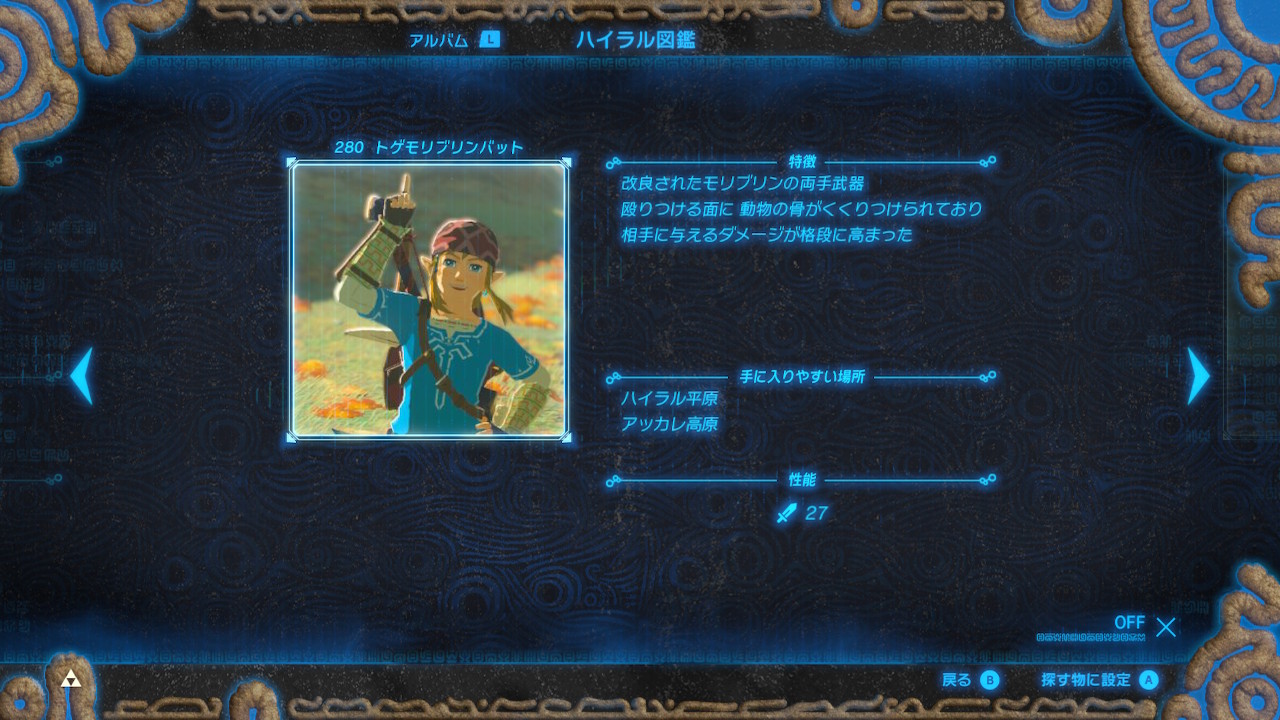 アルバム L
ハイラル図鑑
280 トゲモリブリンバット
特徴
改良されたモリブリンの両手武器
殴りつける面に 動物の骨がくくりつけられており
相手に与えるダメージが格段に高まった
手に入りやすい場所
ハイラル平原
アッカレ高原
性能
27
OFF
戻る B
探す物に設定 A